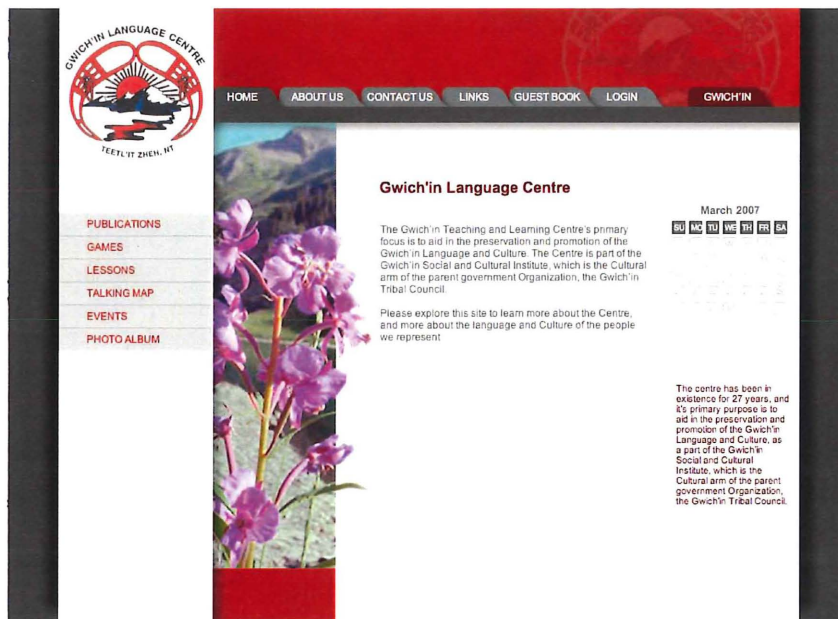 GWICH'IN LANGUAGE CENTRE
TEETL'IT ZHEH, NT
HOME
ABOUT US
CONTACT US
LINKS
GUEST BOOK
LOGIN
GWICH'IN
PUBLICATIONS
GAMES
LESSONS
TALKING MAP
EVENTS
PHOTO ALBUM
Gwich'in Language Centre
The Gwich'in Teaching and Learning Centre's primary
focus is to aid in the preservation and promotion of the
Gwich'in Language and Culture. The Centre is part of the
Gwich'in Social and Cultural Institute, which is the Cultural
arm of the parent government Organization, the Gwich'in
Tribal Council.
Please explore this site to learn more about the Centre,
and more about the language and Culture of the people
we represent
March 2007
SU MO TU WE TH FR SA
The centre has been in
existence for 27 years, and
it's primary purpose is to
aid in the preservation and
promotion of the Gwich'in
Language and Culture, as
a part of the Gwich'in
Social and Cultural
Institute, which is the
Cultural arm of the parent
government Organization,
the Gwich'in Tribal Council.